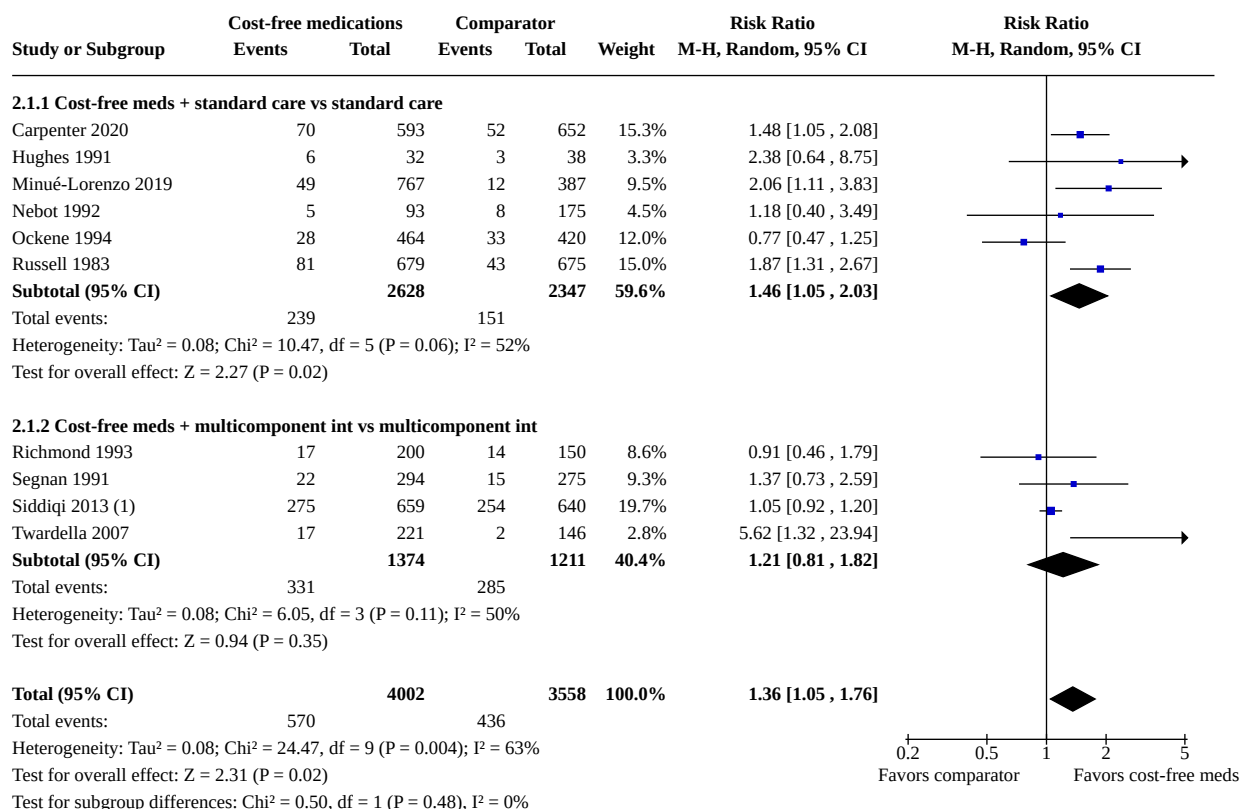 Cost-free medications Comparator Risk Ratio Risk Ratio
Study or Subgroup Events Total Events Total Weight M-H, Random, 95% CI M-H, Random, 95% CI
2.1.1 Cost-free meds + standard care vs standard care
Carpenter 2020 70 593 52 652 15.3% 1.48 [1.05 , 2.08]
Hughes 1991 6 32 3 38 3.3% 2.38 [0.64 , 8.75]
Minué-Lorenzo 2019 49 767 12 387 9.5% 2.06 [1.11 , 3.83]
Nebot 1992 5 93 8 175 4.5% 1.18 [0.40 , 3.49]
Ockene 1994 28 464 33 420 12.0% 0.77 [0.47 , 1.25]
Russell 1983 81 679 43 675 15.0% 1.87 [1.31 , 2.67]
Subtotal (95% CI) 2628 2347 59.6% 1.46 [1.05 , 2.03]
Total events: 239 151
Heterogeneity: Tau² = 0.08; Chi² = 10.47, df = 5 (P = 0.06); I² = 52%
Test for overall effect: Z = 2.27 (P = 0.02)
2.1.2 Cost-free meds + multicomponent int vs multicomponent int
Richmond 1993 17 200 14 150 8.6% 0.91 [0.46 , 1.79]
Segnan 1991 22 294 15 275 9.3% 1.37 [0.73 , 2.59]
Siddiqi 2013 (1) 275 659 254 640 19.7% 1.05 [0.92 , 1.20]
Twardella 2007 17 221 2 146 2.8% 5.62 [1.32 , 23.94]
Subtotal (95% CI) 1374 1211 40.4% 1.21 [0.81 , 1.82]
Total events: 331 285
Heterogeneity: Tau² = 0.08; Chi² = 6.05, df = 3 (P = 0.11); I² = 50%
Test for overall effect: Z = 0.94 (P = 0.35)
Total (95% CI) 4002 3558 100.0% 1.36 [1.05 , 1.76]
Total events: 570 436
Heterogeneity: Tau² = 0.08; Chi² = 24.47, df = 9 (P = 0.004); I² = 63%
0.2 0.5 1 2 5
Test for overall effect: Z = 2.31 (P = 0.02) Favors comparator Favors cost-free meds
Test for subgroup differences: Chi² = 0.50, df = 1 (P = 0.48), I² = 0%